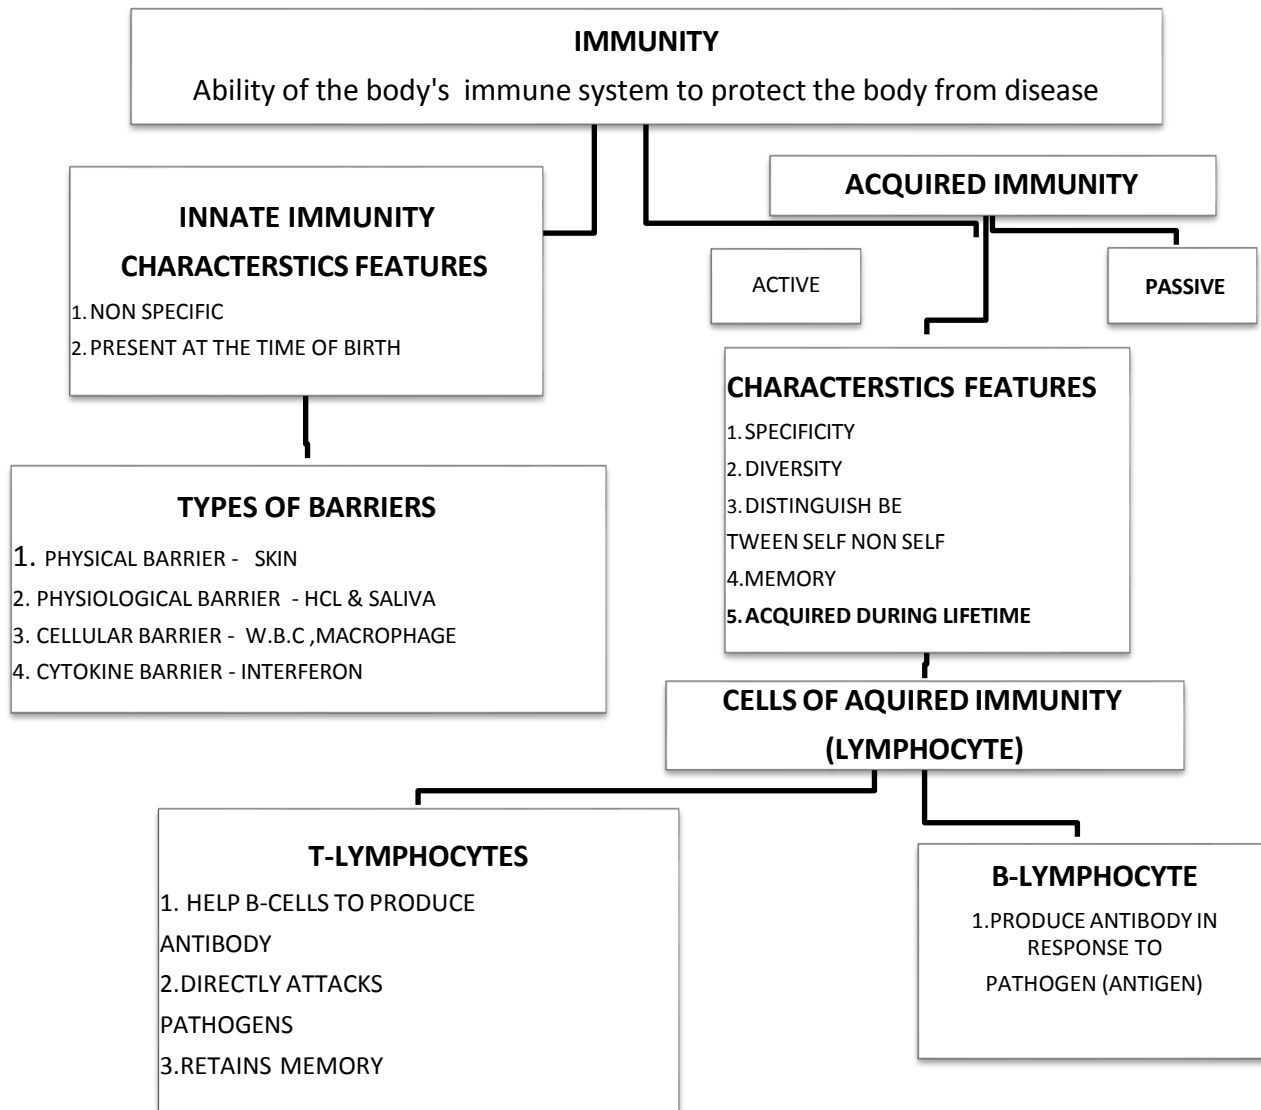 IMMUNITY
Ability of the body's immune system to protect the body from disease
INNATE IMMUNITY
CHARACTERSTICS FEATURES
1. NON SPECIFIC
2. PRESENT AT THE TIME OF BIRTH
ACQUIRED IMMUNITY
ACTIVE
PASSIVE
TYPES OF BARRIERS
1. PHYSICAL BARRIER - SKIN
2. PHYSIOLOGICAL BARRIER - HCL & SALIVA
3. CELLULAR BARRIER - W.B.C ,MACROPHAGE
4. CYTOKINE BARRIER - INTERFERON
CHARACTERSTICS FEATURES
1. SPECIFICITY
2. DIVERSITY
3. DISTINGUISH BE
TWEEN SELF NON SELF
4. MEMORY
5. ACQUIRED DURING LIFETIME
CELLS OF AQUIRED IMMUNITY
(LYMPHOCYTE)
T-LYMPHOCYTES
1. HELP B-CELLS TO PRODUCE
ANTIBODY
2.DIRECTLY ATTACKS
PATHOGENS
3.RETAINS MEMORY
B-LYMPHOCYTE
1.PRODUCE ANTIBODY IN
RESPONSE TO
PATHOGEN (ANTIGEN)